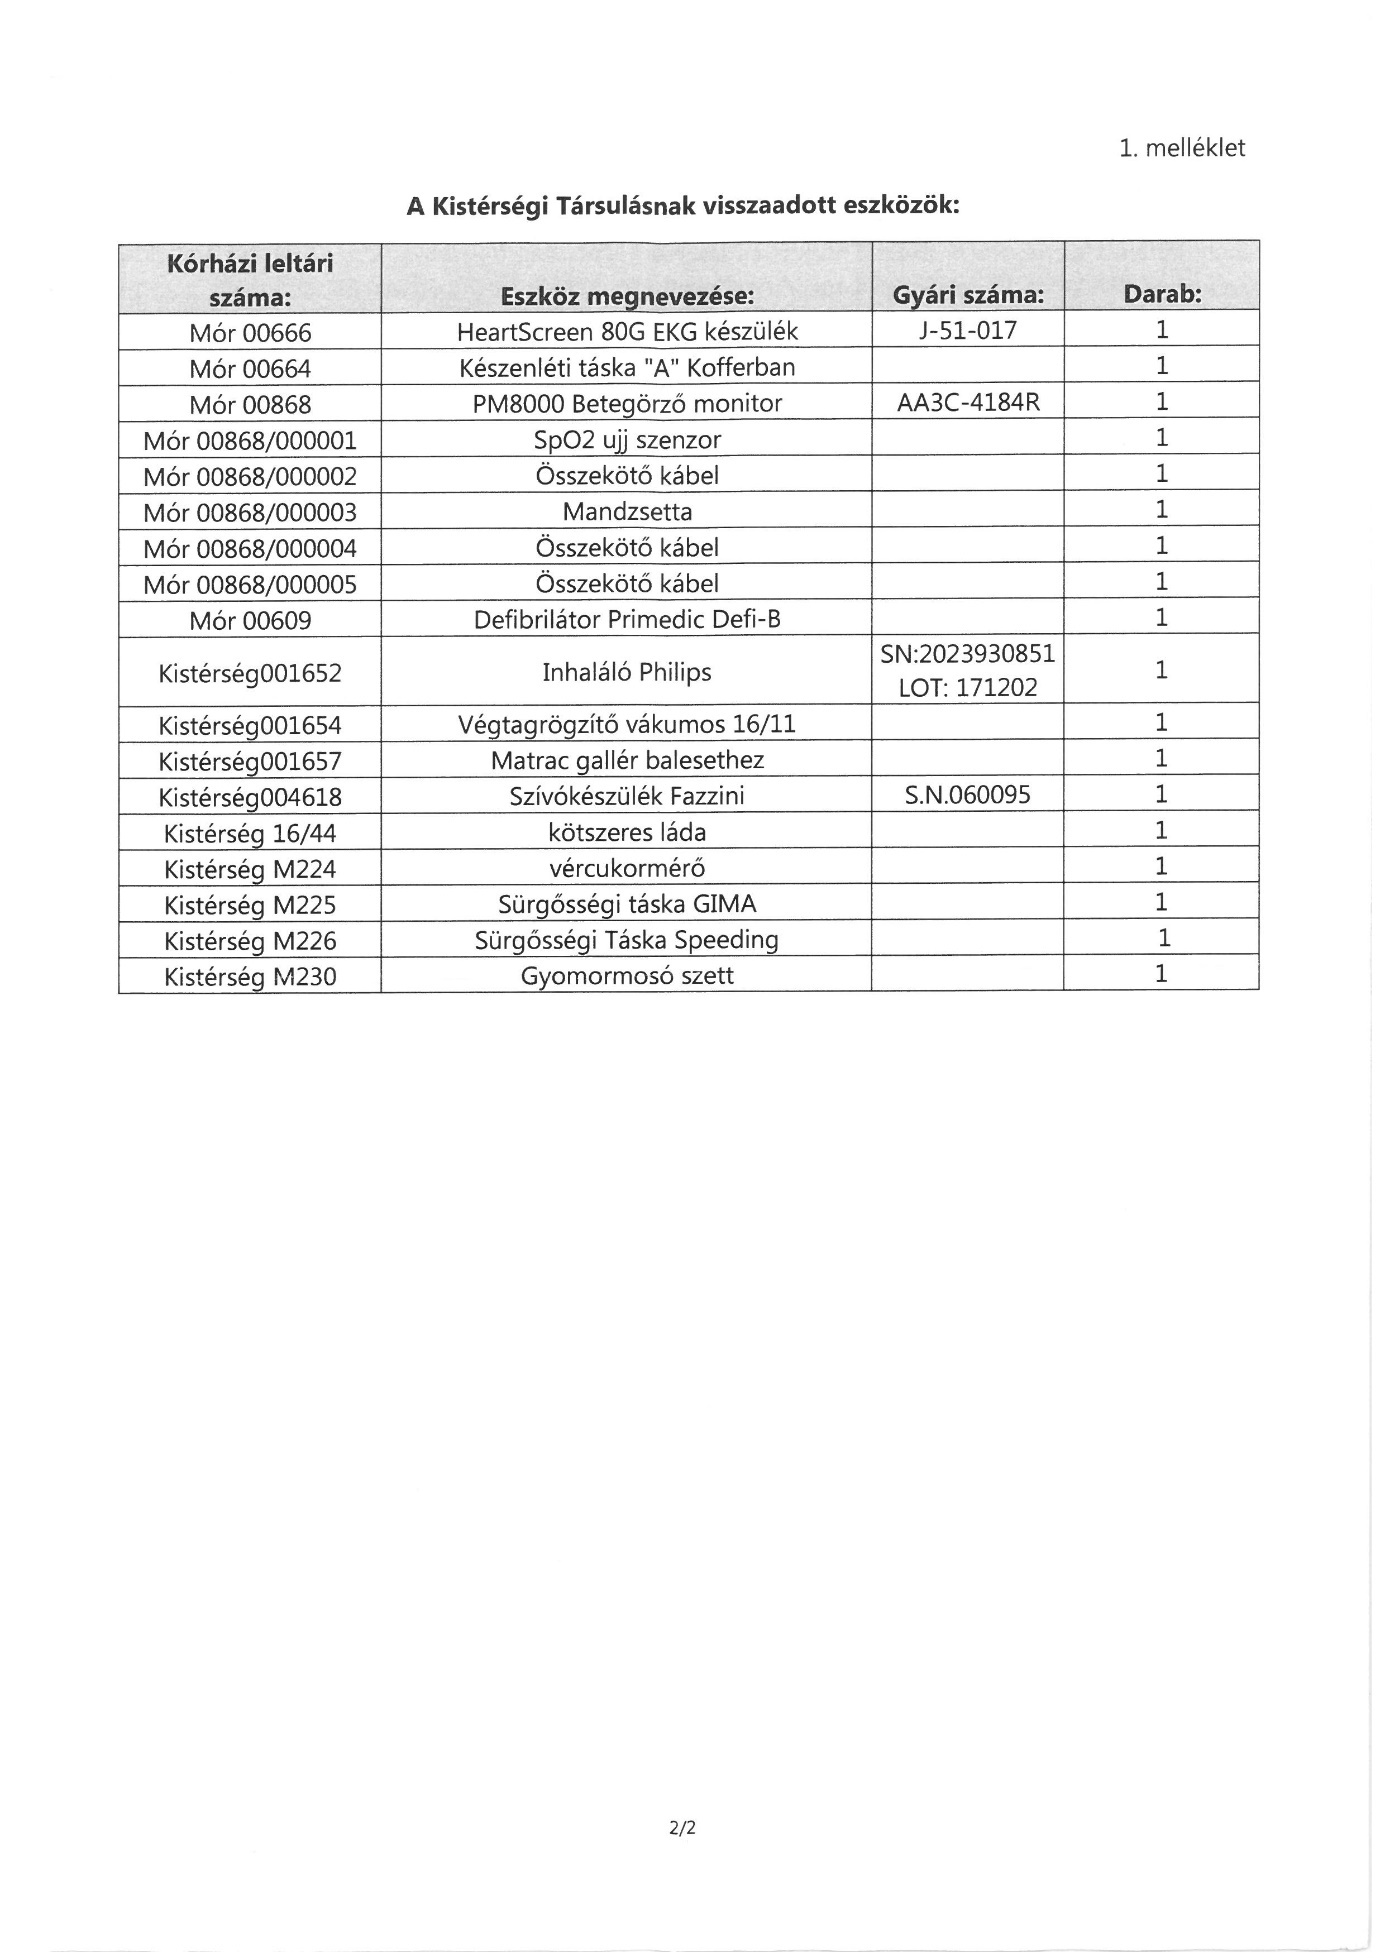 1. melléklet
A Kistérségi Társulásnak visszaadott eszközök:
Kórházi leltári
száma: Eszköz megnevezése: Gyári száma: Darab:
Mór 00666 HeartScreen 80G EKG készülék J-51-017 1
Mór 00664 Készenléti táska "A" Kofferban 1
Mór 00868 PM8000 Betegörző monitor AA3C-4184R 1
Mór 00868/000001 SpO2 ujj szenzor 1
Mór 00868/000002 Összekötő kábel 1
Mór 00868/000003 Mandzsetta 1
Mór 00868/000004 Összekötő kábel 1
Mór 00868/000005 Összekötő kábel 1
Mór 00609 Defibrilátor Primedic Defi-B 1
Kistérség001652 Inhaláló Philips SN:2023930851 1
LOT: 171202
Kistérség001654 Végtagrögzítő vákumos 16/11 1
Kistérség001657 Matrac gallér balesethez 1
Kistérség004618 Szívókészülék Fazzini S.N.060095 1
Kistérség 16/44 kötszeres láda 1
Kistérség M224 vércukormérő 1
Kistérség M225 Sürgősségi táska GIMA 1
Kistérség M226 Sürgősségi Táska Speeding 1
Kistérség M230 Gyomormosó szett 1
2/2